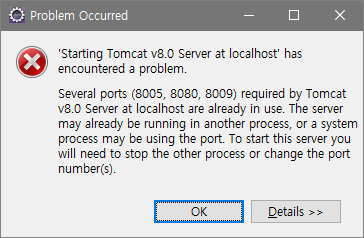 Problem Occurred
'Starting Tomcat v8.0 Server at localhost' has
encountered a problem.
Several ports (8005, 8080, 8009) required by Tomcat
v8.0 Server at localhost are already in use. The server
may already be running in another process, or a system
process may be using the port. To start this server you
will need to stop the other process or change the port
number(s).
OK
Details >>